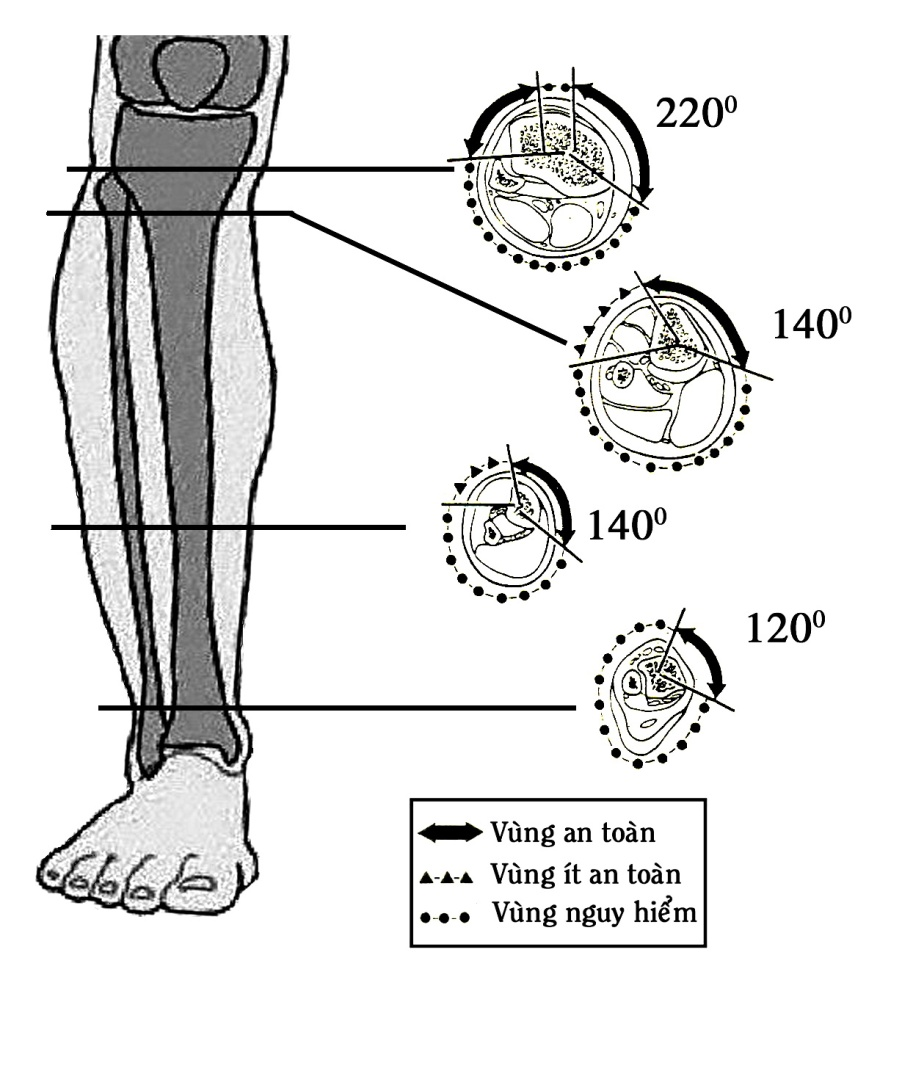 220⁰
140⁰
140⁰
120⁰
Vùng an toàn
Vùng ít an toàn
Vùng nguy hiểm